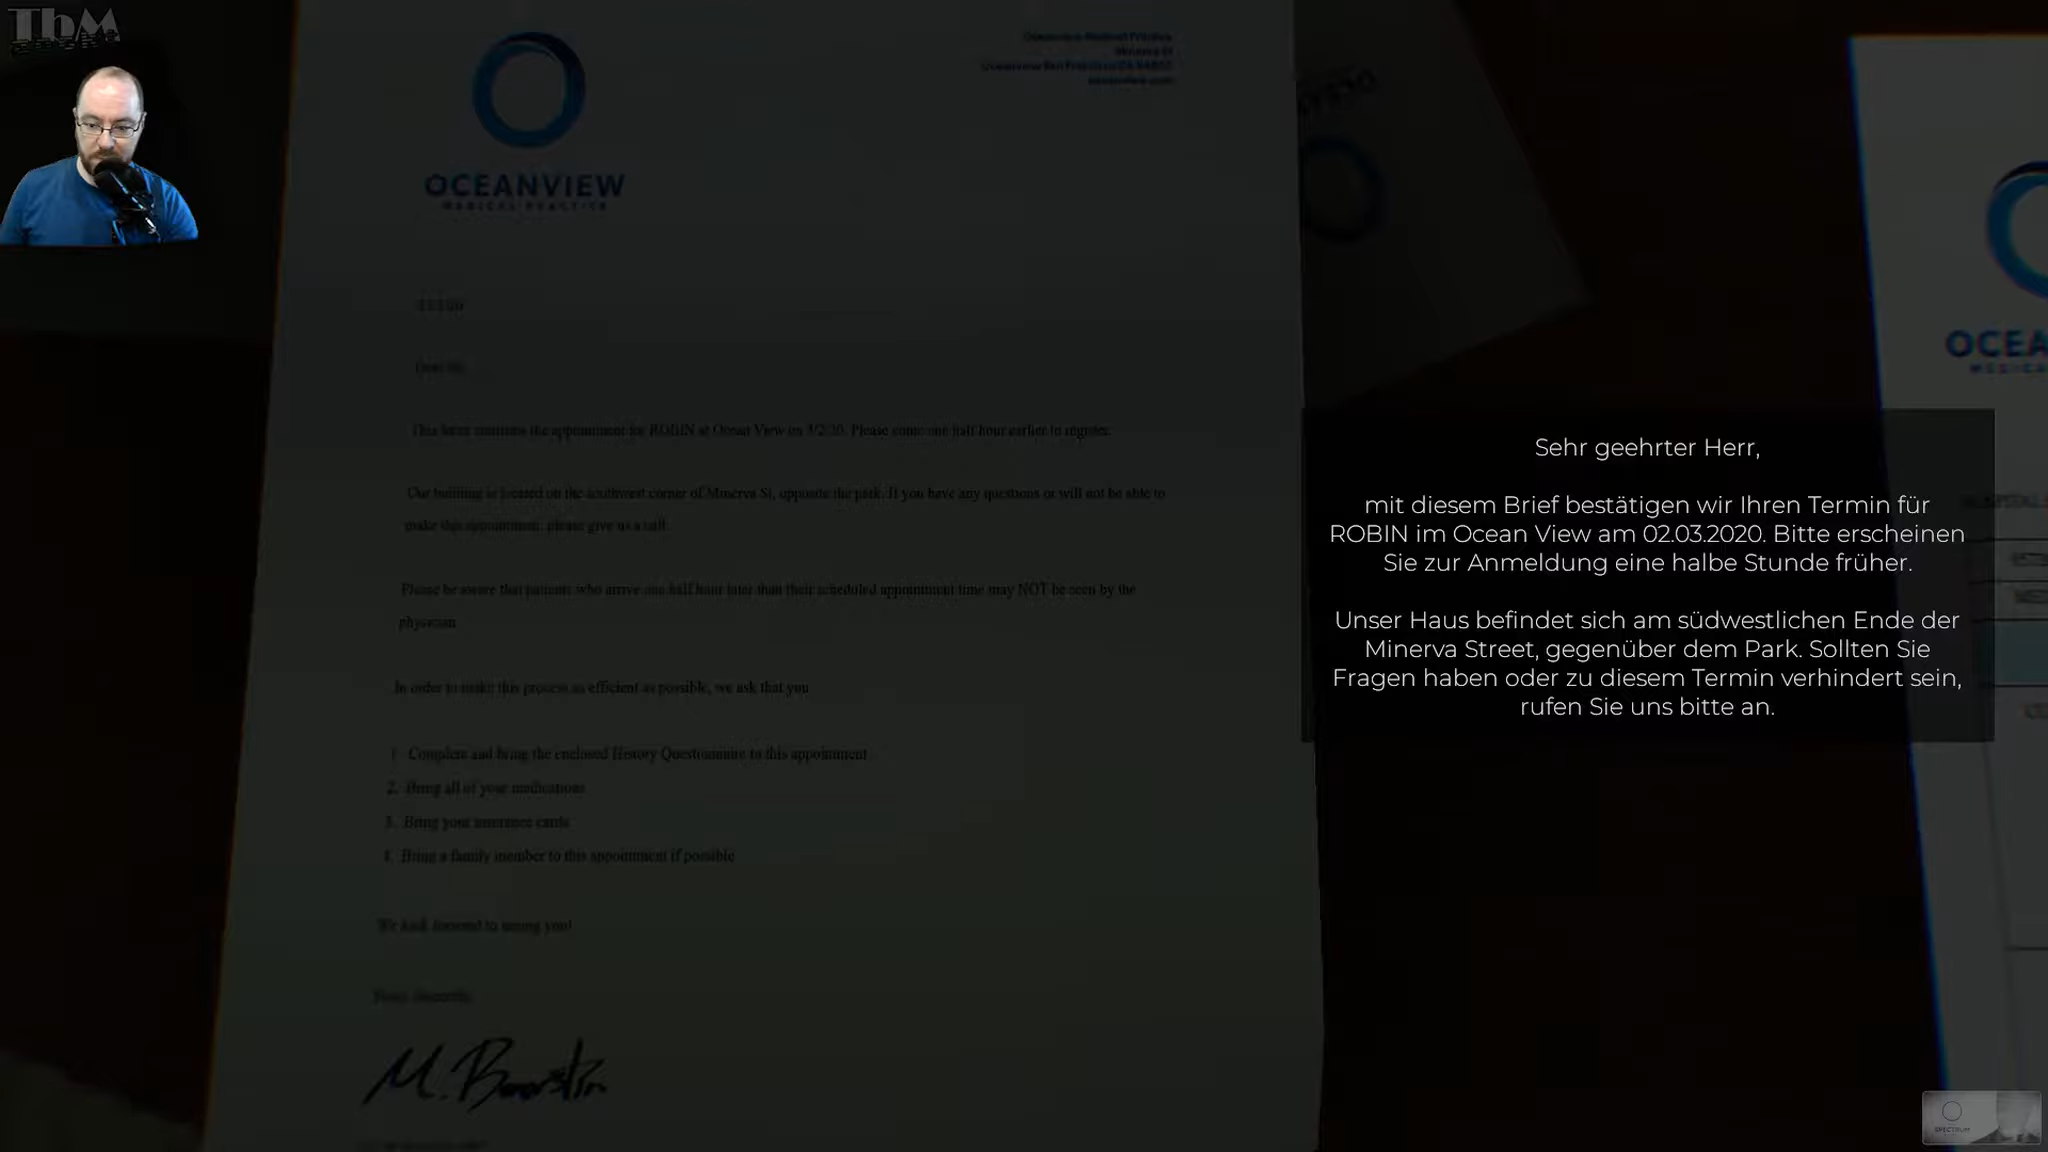 TbM
OCEANVIEW
MEDICAL PRACTICE
This letter confirms the appointment for ROBIN at Ocean View on 3/2/20. Please come one half hour earlier to register.
Our building is located on the southwest corner of Minerva St, opposite the park. If you have any questions or will not be able to
make this appointment, please give us a call.
Please be aware that patients who arrive one half hour later than their scheduled appointment time may NOT be seen by the
physician
In order to make this process as efficient as possible, we ask that you
1 Complete and bring the enclosed History Questionnaire to this appointment
2. Bring all of your medications
3. Bring your insurance cards
4. Bring a family member to this appointment if possible
We look forward to seeing you!
OCEA
MEDICA
Sehr geehrter Herr,
mit diesem Brief bestätigen wir Ihren Termin für
ROBIN im Ocean View am 02.03.2020. Bitte erscheinen
Sie zur Anmeldung eine halbe Stunde früher.
Unser Haus befindet sich am südwestlichen Ende der
Minerva Street, gegenüber dem Park. Sollten Sie
Fragen haben oder zu diesem Termin verhindert sein,
rufen Sie uns bitte an.
SPECTRUM